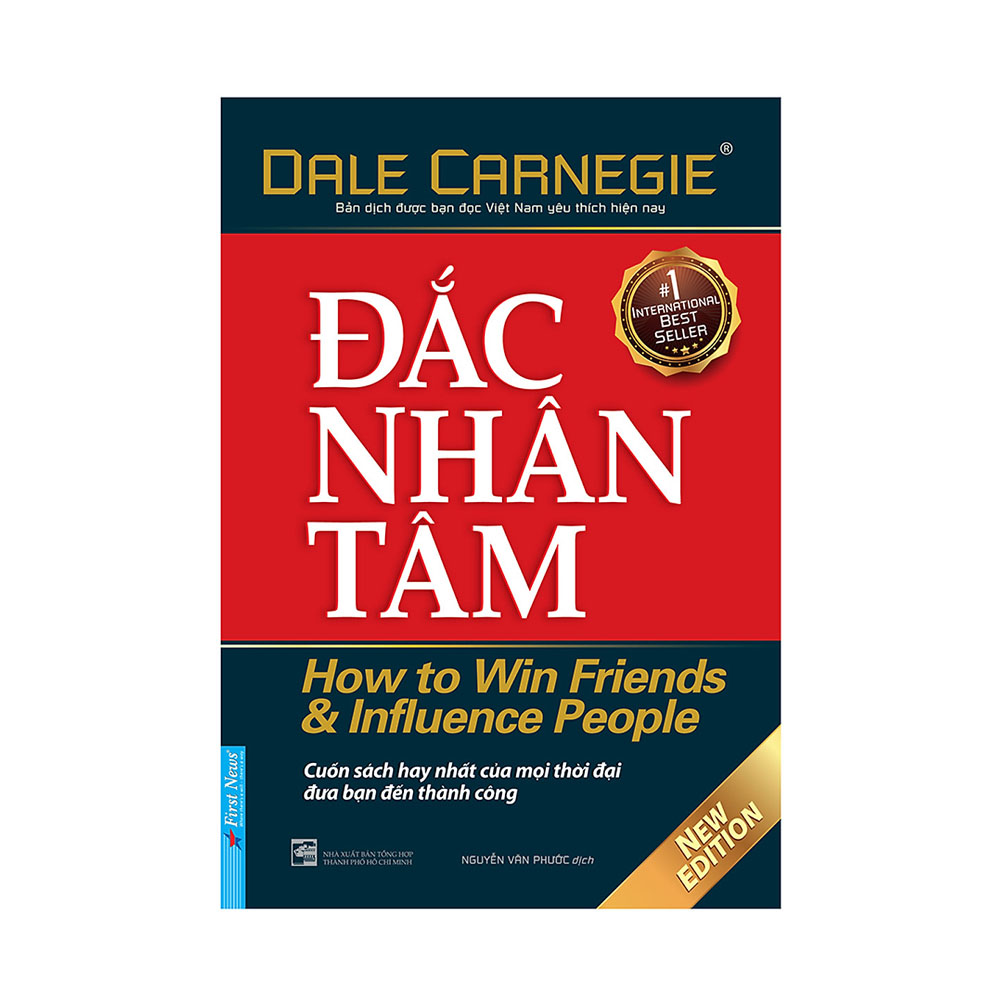 DALE CARNEGIE®
Bản dịch được bạn đọc Việt Nam yêu thích hiện nay
#1
INTERNATIONAL
BEST
SELLER
ĐẮC
NHÂN
TÂM
How to Win Friends
& Influence People
Cuốn sách hay nhất của mọi thời đại
đưa bạn đến thành công
First News®
NHÀ XUẤT BẢN TỔNG HỢP
THÀNH PHỐ HỒ CHÍ MINH
NGUYỄN VĂN PHƯỚC dịch
NEW
EDITION